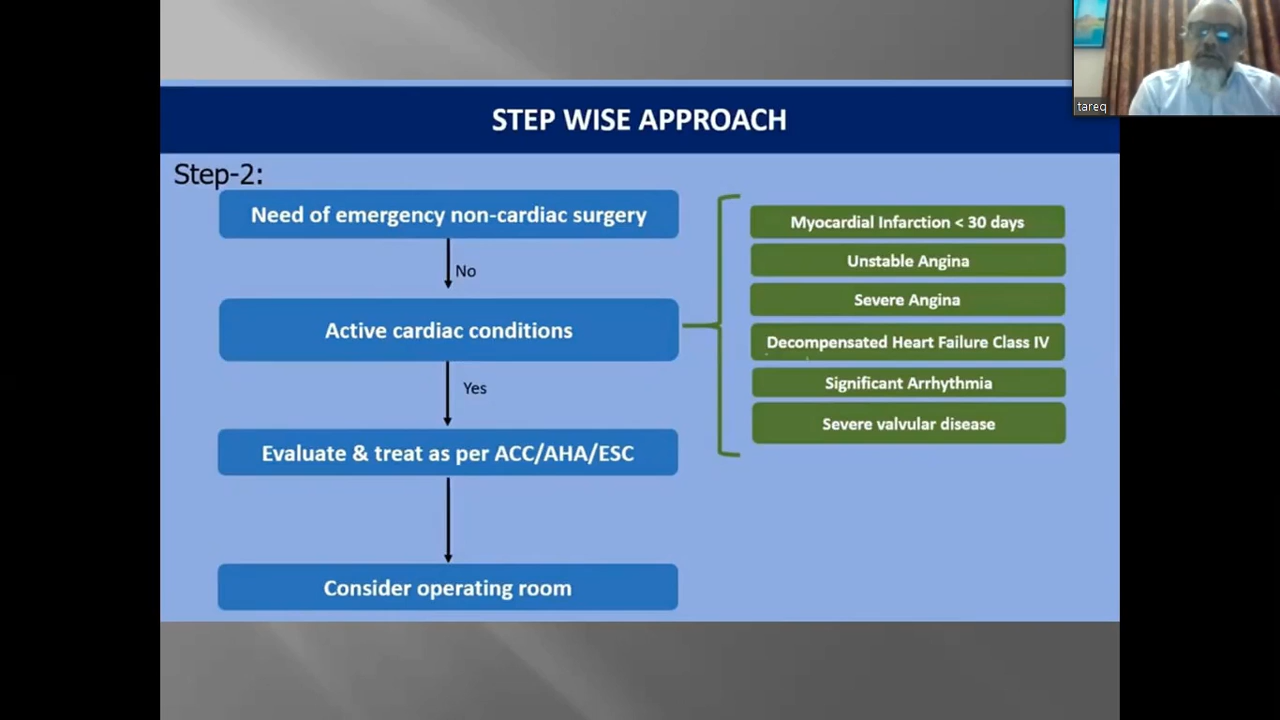 STEP WISE APPROACH
tareq
Step-2:
Need of emergency non-cardiac surgery
No
Active cardiac conditions
Yes
Evaluate & treat as per ACC/AHA/ESC
Consider operating room
Myocardial Infarction < 30 days
Unstable Angina
Severe Angina
Decompensated Heart Failure Class IV
Significant Arrhythmia
Severe valvular disease